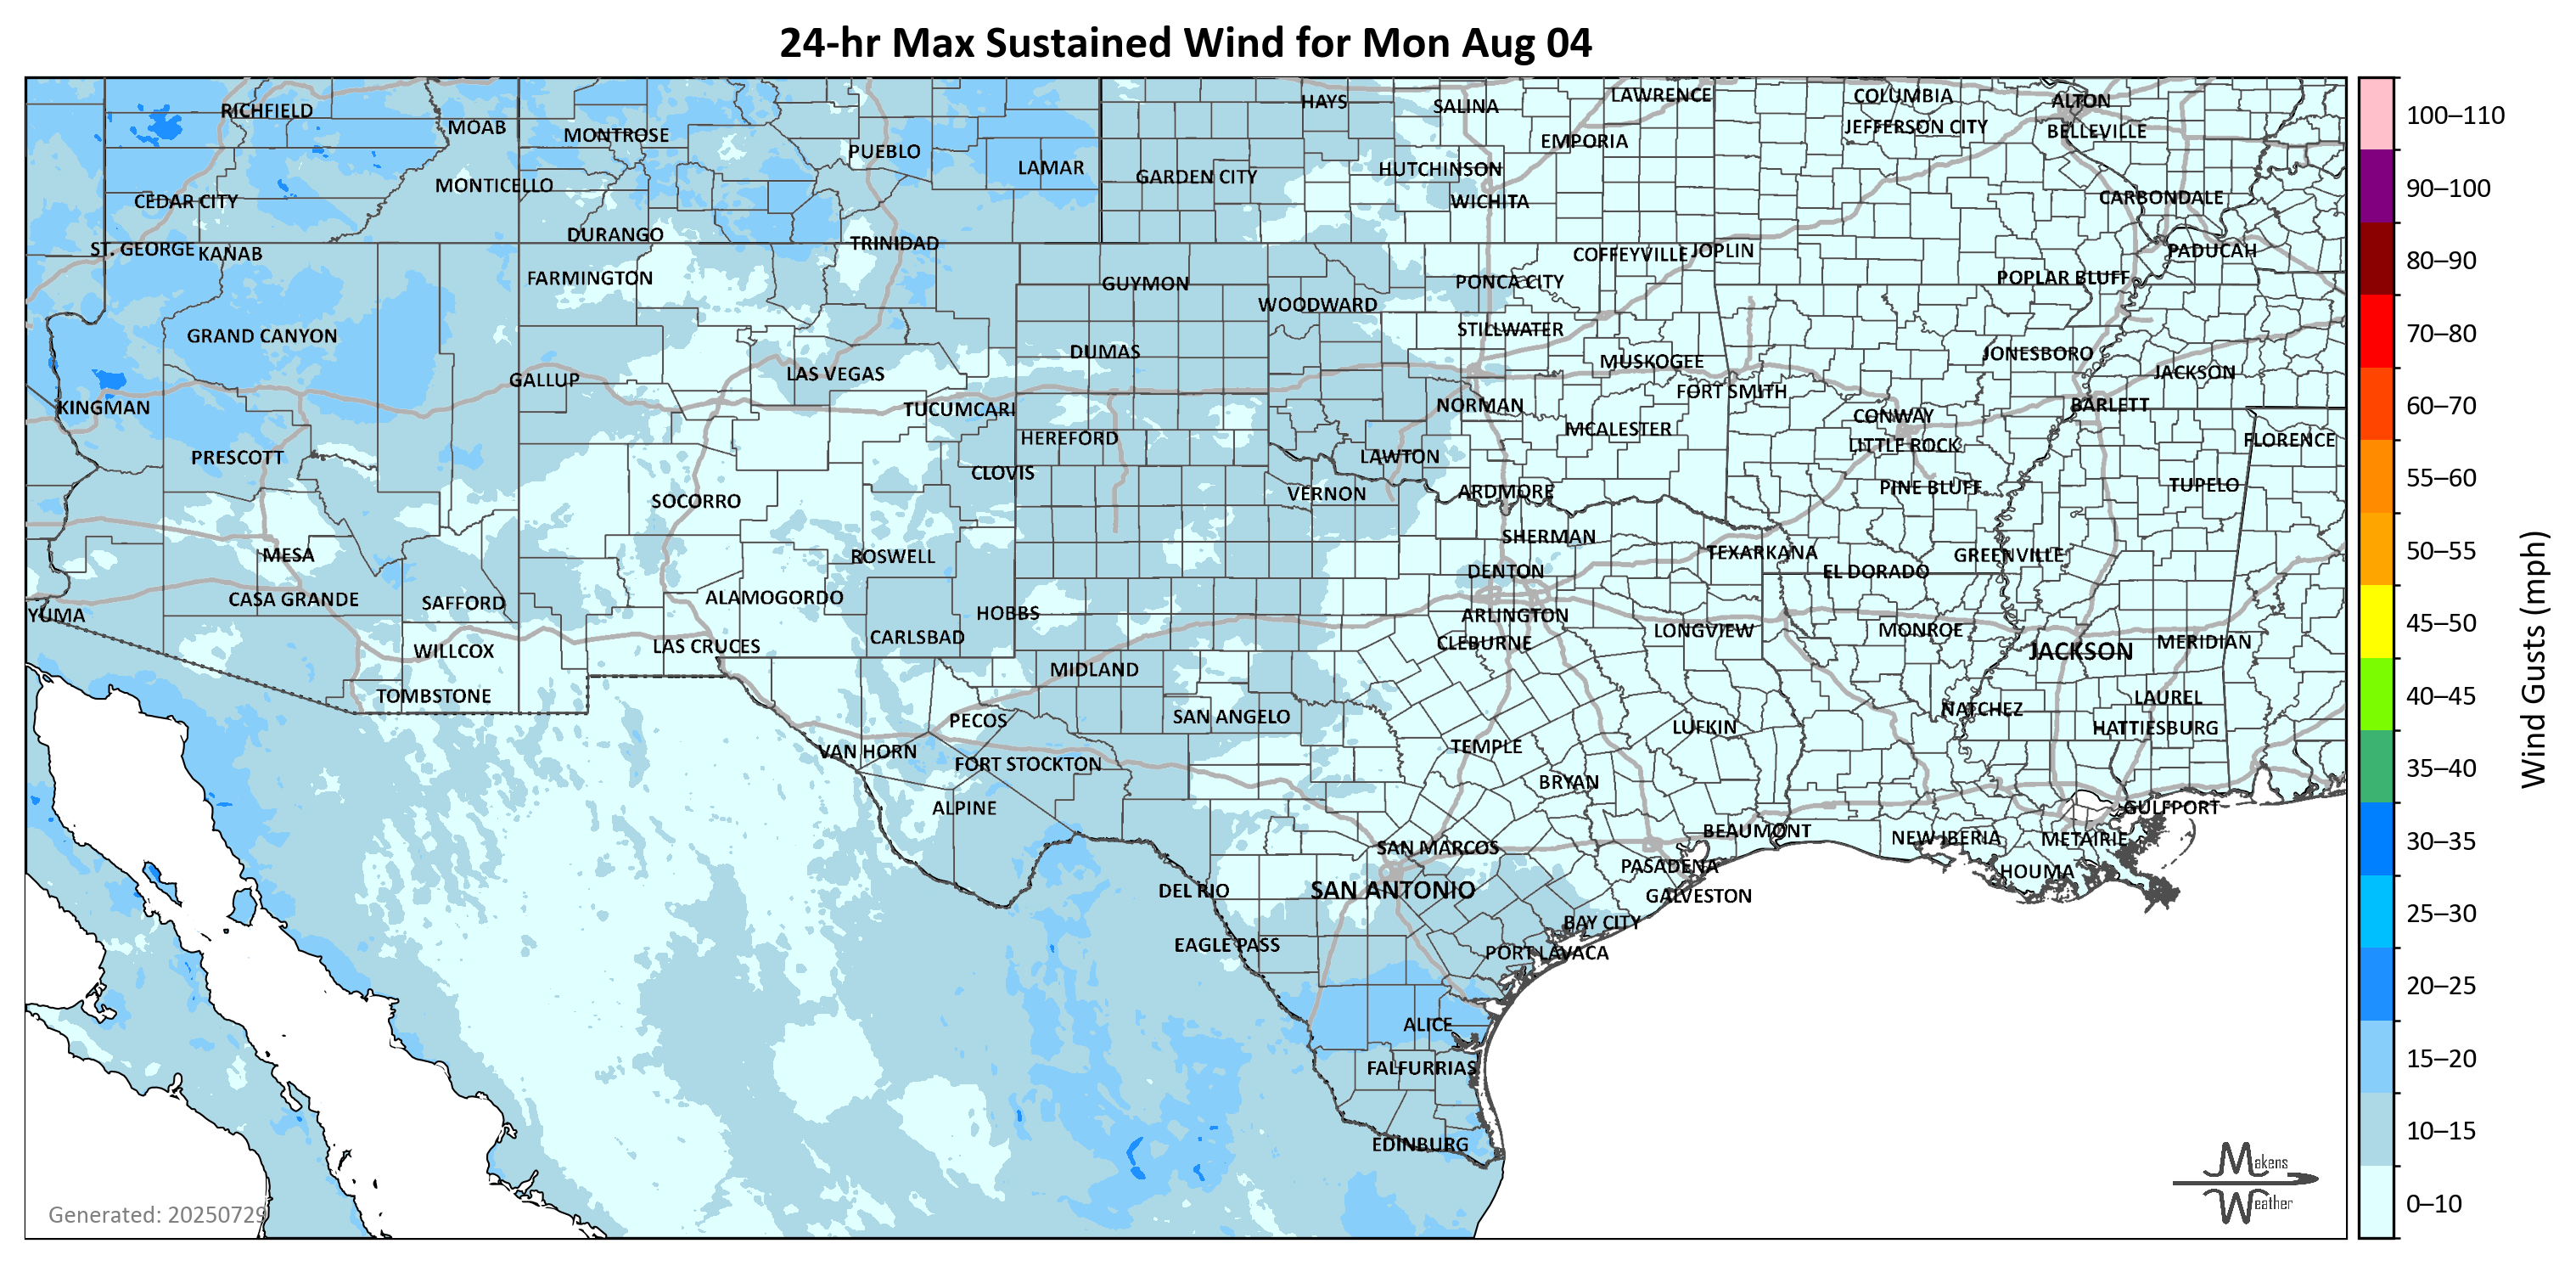 24-hr Max Sustained Wind for Mon Aug 04
RICHFIELD
MOAB
MONTROSE
PUEBLO
LAMAR
HAYS
SALINA
LAWRENCE
COLUMBIA
ALTON
JEFFERSON CITY
BELLEVILLE
EMPORIA
HUTCHINSON
GARDEN CITY
MONTICELLO
CEDAR CITY
WICHITA
CARBONDALE
DURANGO
TRINIDAD
ST. GEORGE
KANAB
COFFEYVILLE
JOPLIN
PADUCAH
FARMINGTON
GUYMON
PONCA CITY
POPLAR BLUFF
WOODWARD
GRAND CANYON
STILLWATER
DUMAS
MUSKOGEE
JONESBORO
JACKSON
GALLUP
LAS VEGAS
FORT SMITH
KINGMAN
TUCUMCARI
NORMAN
CONWAY
BARLETT
HEREFORD
MCALESTER
LITTLE ROCK
FLORENCE
PRESCOTT
LAWTON
CLOVIS
SOCORRO
VERNON
ARDMORE
PINE BLUFF
TUPELO
SHERMAN
MESA
ROSWELL
TEXARKANA
GREENVILLE
DENTON
EL DORADO
CASA GRANDE
SAFFORD
ALAMOGORDO
HOBBS
ARLINGTON
YUMA
CARLSBAD
CLEBURNE
LONGVIEW
MONROE
JACKSON
MERIDIAN
WILLCOX
LAS CRUCES
MIDLAND
TOMBSTONE
PECOS
SAN ANGELO
LAUREL
NATCHEZ
HATTIESBURG
LUFKIN
VAN HORN
TEMPLE
FORT STOCKTON
BRYAN
ALPINE
GULFPORT
BEAUMONT
NEW IBERIA
METAIRIE
SAN MARCOS
PASADENA
HOUMA
DEL RIO
SAN ANTONIO
GALVESTON
BAY CITY
EAGLE PASS
PORT LAVACA
ALICE
FALFURRIAS
EDINBURG
Generated: 20250729
Makens
Weather
100–110
90–100
80–90
70–80
60–70
55–60
50–55
45–50
40–45
35–40
30–35
25–30
20–25
15–20
10–15
0–10
Wind Gusts (mph)